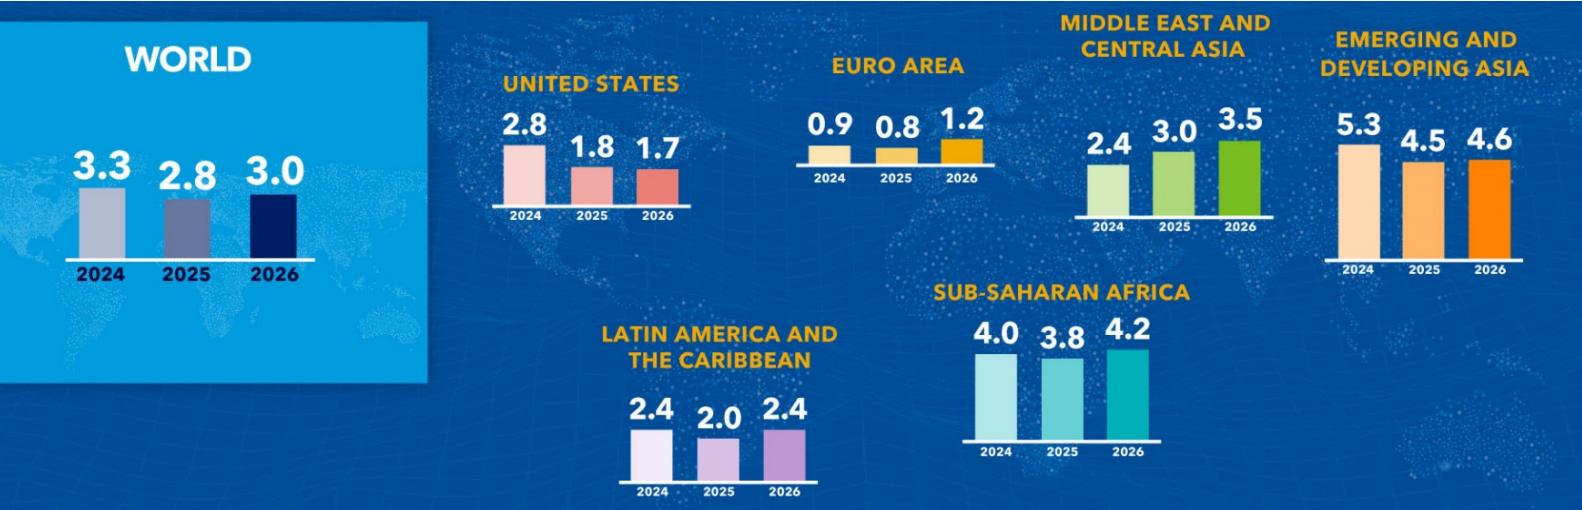 WORLD
3.3 2.8 3.0
2024 2025 2026
UNITED STATES
2.8 1.8 1.7
2024 2025 2026
EURO AREA
0.9 0.8 1.2
2024 2025 2026
MIDDLE EAST AND
CENTRAL ASIA
2.4 3.0 3.5
2024 2025 2026
EMERGING AND
DEVELOPING ASIA
5.3 4.5 4.6
2024 2025 2026
LATIN AMERICA AND
THE CARIBBEAN
2.4 2.0 2.4
2024 2025 2026
SUB-SAHARAN AFRICA
4.0 3.8 4.2
2024 2025 2026